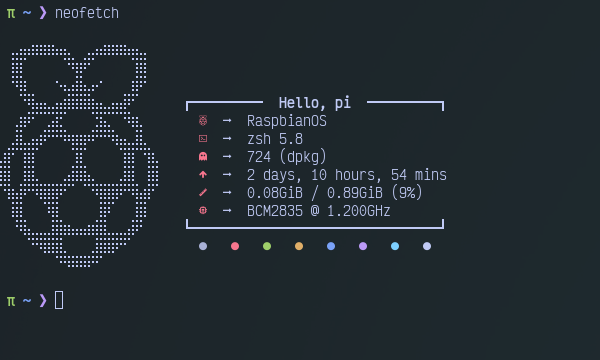 π ~ ❯ neofetch
Hello, pi
→ RaspbianOS
→ zsh 5.8
→ 724 (dpkg)
→ 2 days, 10 hours, 54 mins
→ 0.08GiB / 0.89GiB (9%)
→ BCM2835 @ 1.200GHz
π ~ ❯